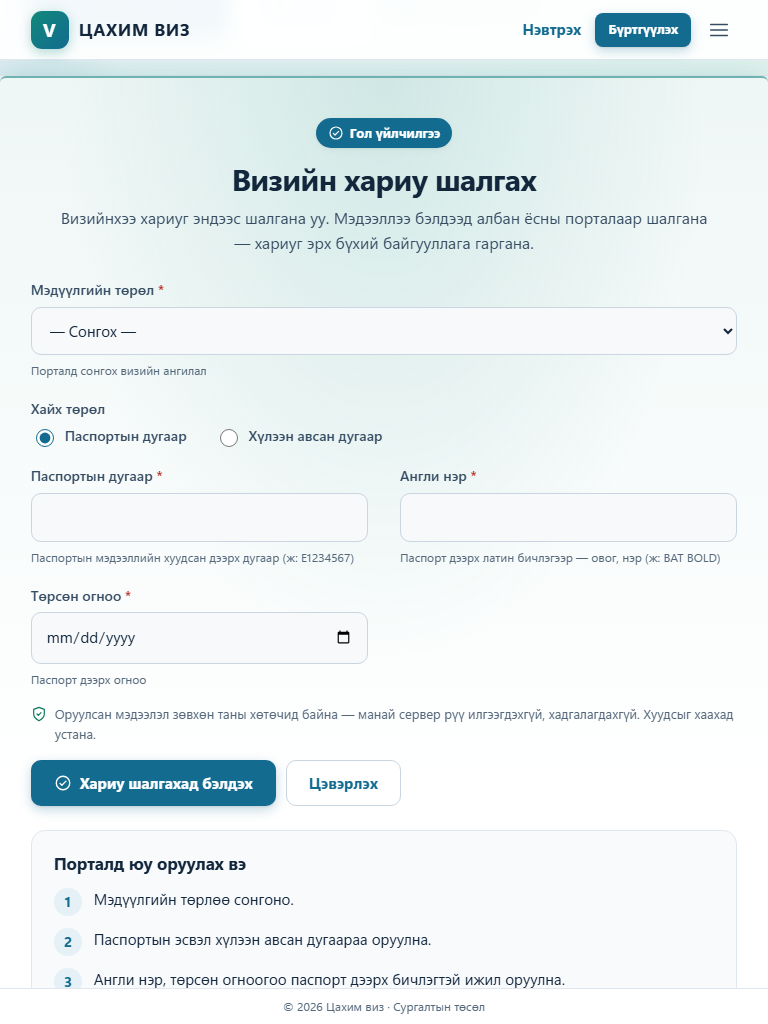 V ЦАХИМ ВИЗ Нэвтрэх Бүртгүүлэх
Гол үйлчилгээ
Визийн хариу шалгах
Визийнхээ хариуг эндээс шалгана уу. Мэдээллээ бэлдээд албан ёсны порталаар шалгана
— хариуг эрх бүхий байгууллага гаргана.
Мэдүүлгийн төрөл *
— Сонгох —
Порталд сонгох визийн ангилал
Хайх төрөл
Паспортын дугаар Хүлээн авсан дугаар
Паспортын дугаар * Англи нэр *
Паспортын мэдээллийн хуудсан дээрх дугаар (ж: E1234567) Паспорт дээрх латин бичлэгээр — овог, нэр (ж: BAT BOLD)
Төрсөн огноо *
mm/dd/yyyy
Паспорт дээрх огноо
Оруулсан мэдээлэл зөвхөн таны хөтөчид байна — манай сервер рүү илгээгдэхгүй, хадгалагдахгүй. Хуудсыг хаахад
устана.
Хариу шалгахад бэлдэх Цэвэрлэх
Порталд юу оруулах вэ
1 Мэдүүлгийн төрлөө сонгоно.
2 Паспортын эсвэл хүлээн авсан дугаараа оруулна.
3 Англи нэр, төрсөн огноогоо паспорт дээрх бичлэгтэй ижил оруулна.
© 2026 Цахим виз · Сургалтын төсөл